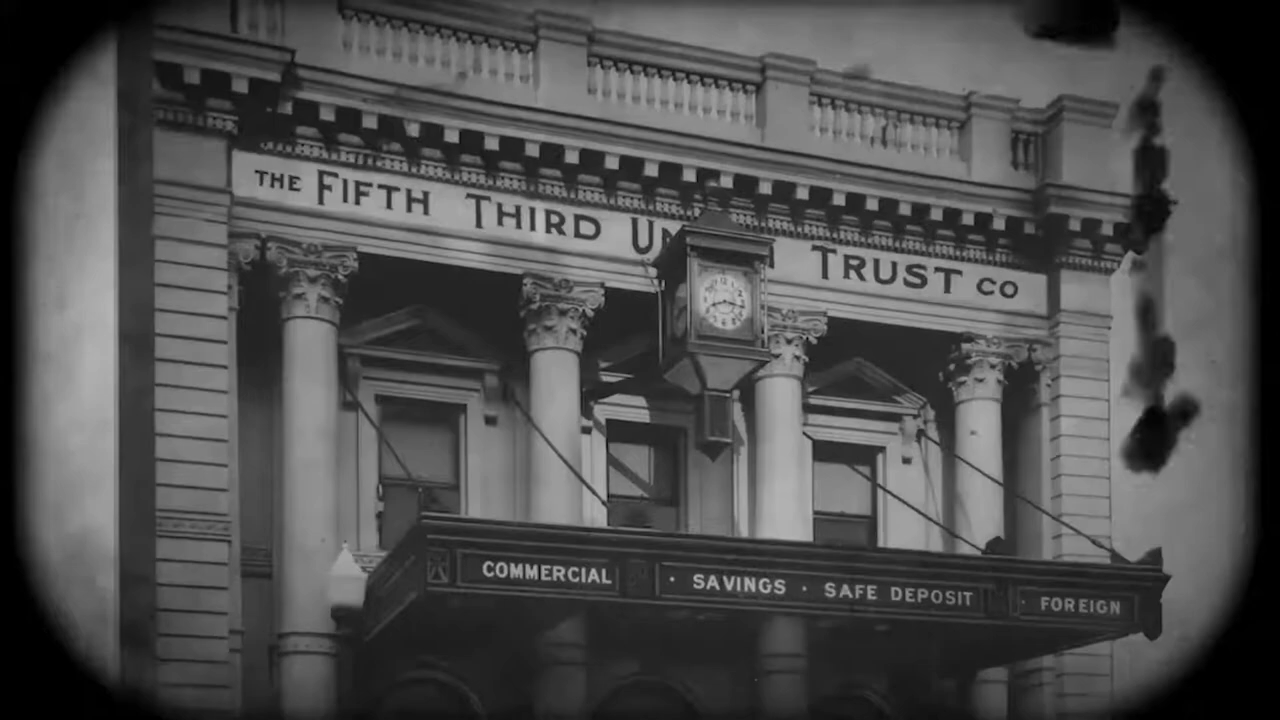 THE FIFTH THIRD TRUST CO
COMMERCIAL · SAVINGS · SAFE DEPOSIT · FOREIGN